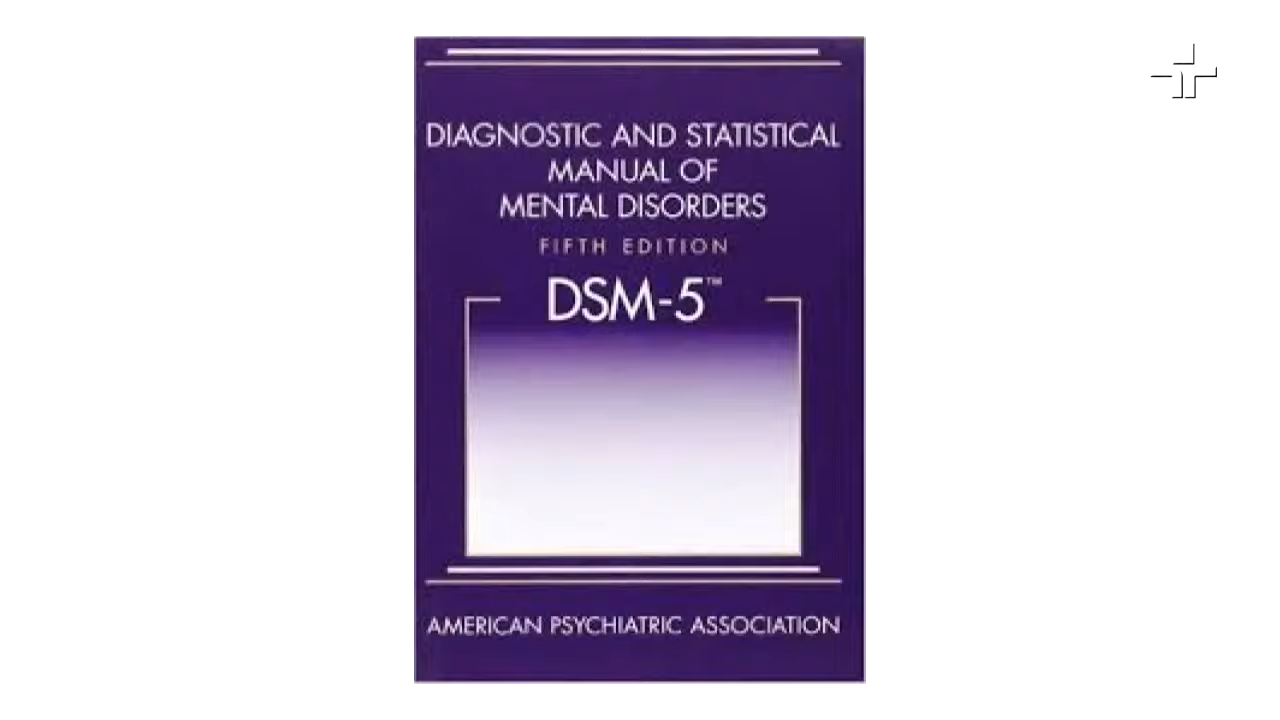 DIAGNOSTIC AND STATISTICAL
MANUAL OF
MENTAL DISORDERS
FIFTH EDITION
DSM-5™
AMERICAN PSYCHIATRIC ASSOCIATION